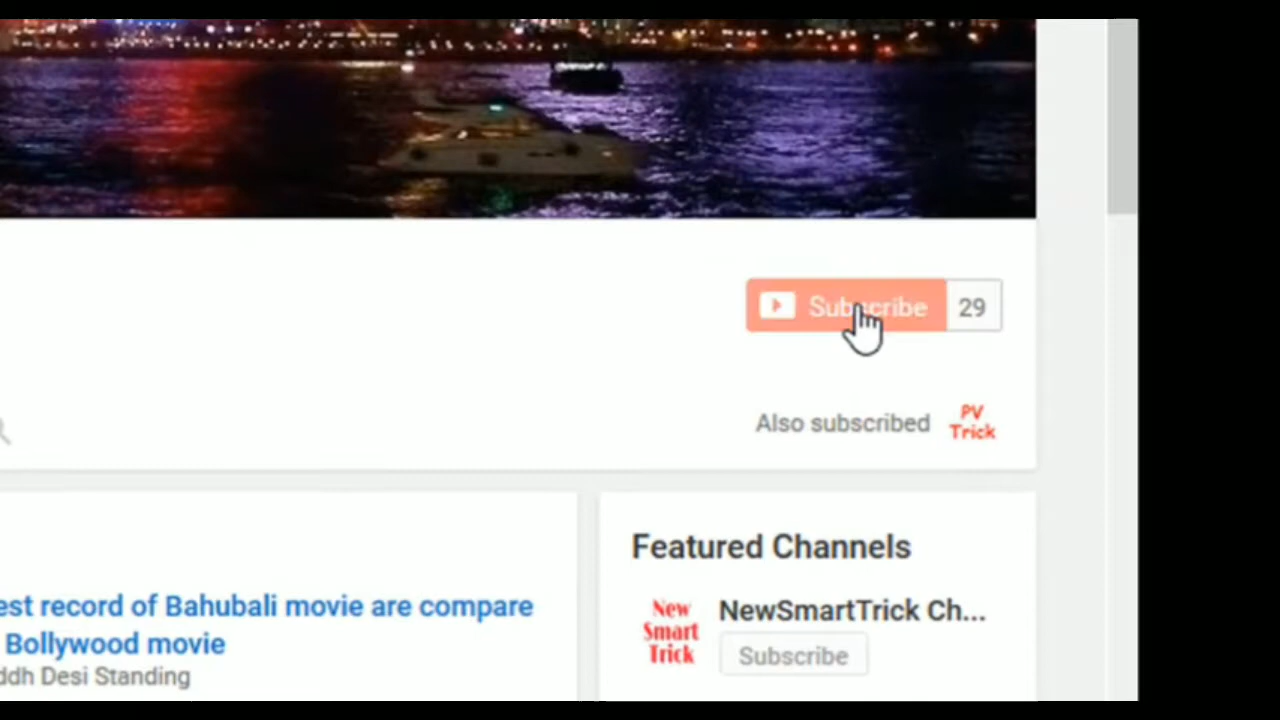 Subscribe 29
Also subscribed
PV
Trick
est record of Bahubali movie are compare
Bollywood movie
ddh Desi Standing
Featured Channels
New
Smart
Trick
NewSmartTrick Ch...
Subscribe